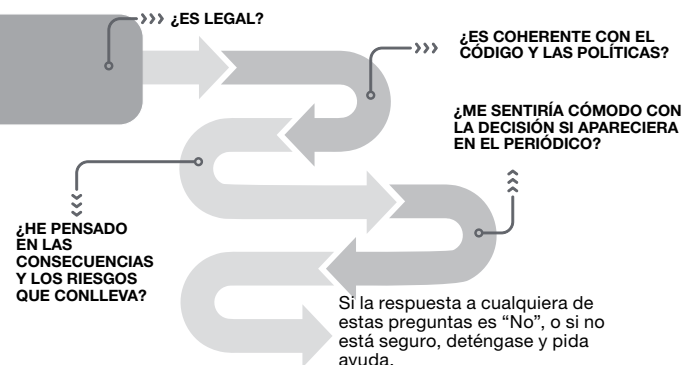 ¿ES LEGAL?
¿ES COHERENTE CON EL
CÓDIGO Y LAS POLÍTICAS?
¿HE PENSADO
EN LAS
CONSECUENCIAS
Y LOS RIESGOS
QUE CONLLEVA?
¿ME SENTIRÍA CÓMODO CON
LA DECISIÓN SI APARECIERA
EN EL PERIÓDICO?
Si la respuesta a cualquiera de
estas preguntas es “No”, o si no
está seguro, deténgase y pida
ayuda.